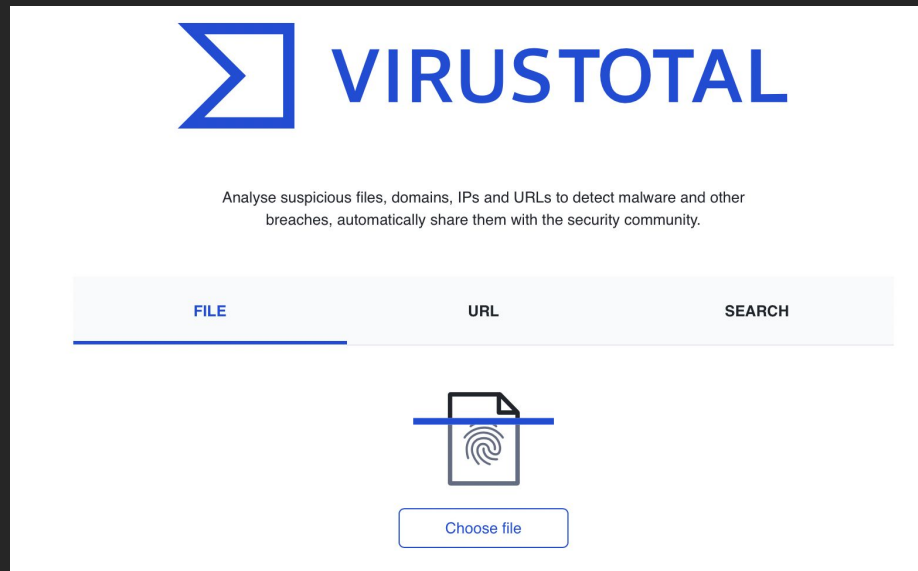 VIRUSTOTAL
Analyse suspicious files, domains, IPs and URLs to detect malware and other
breaches, automatically share them with the security community.
FILE URL SEARCH
Choose file